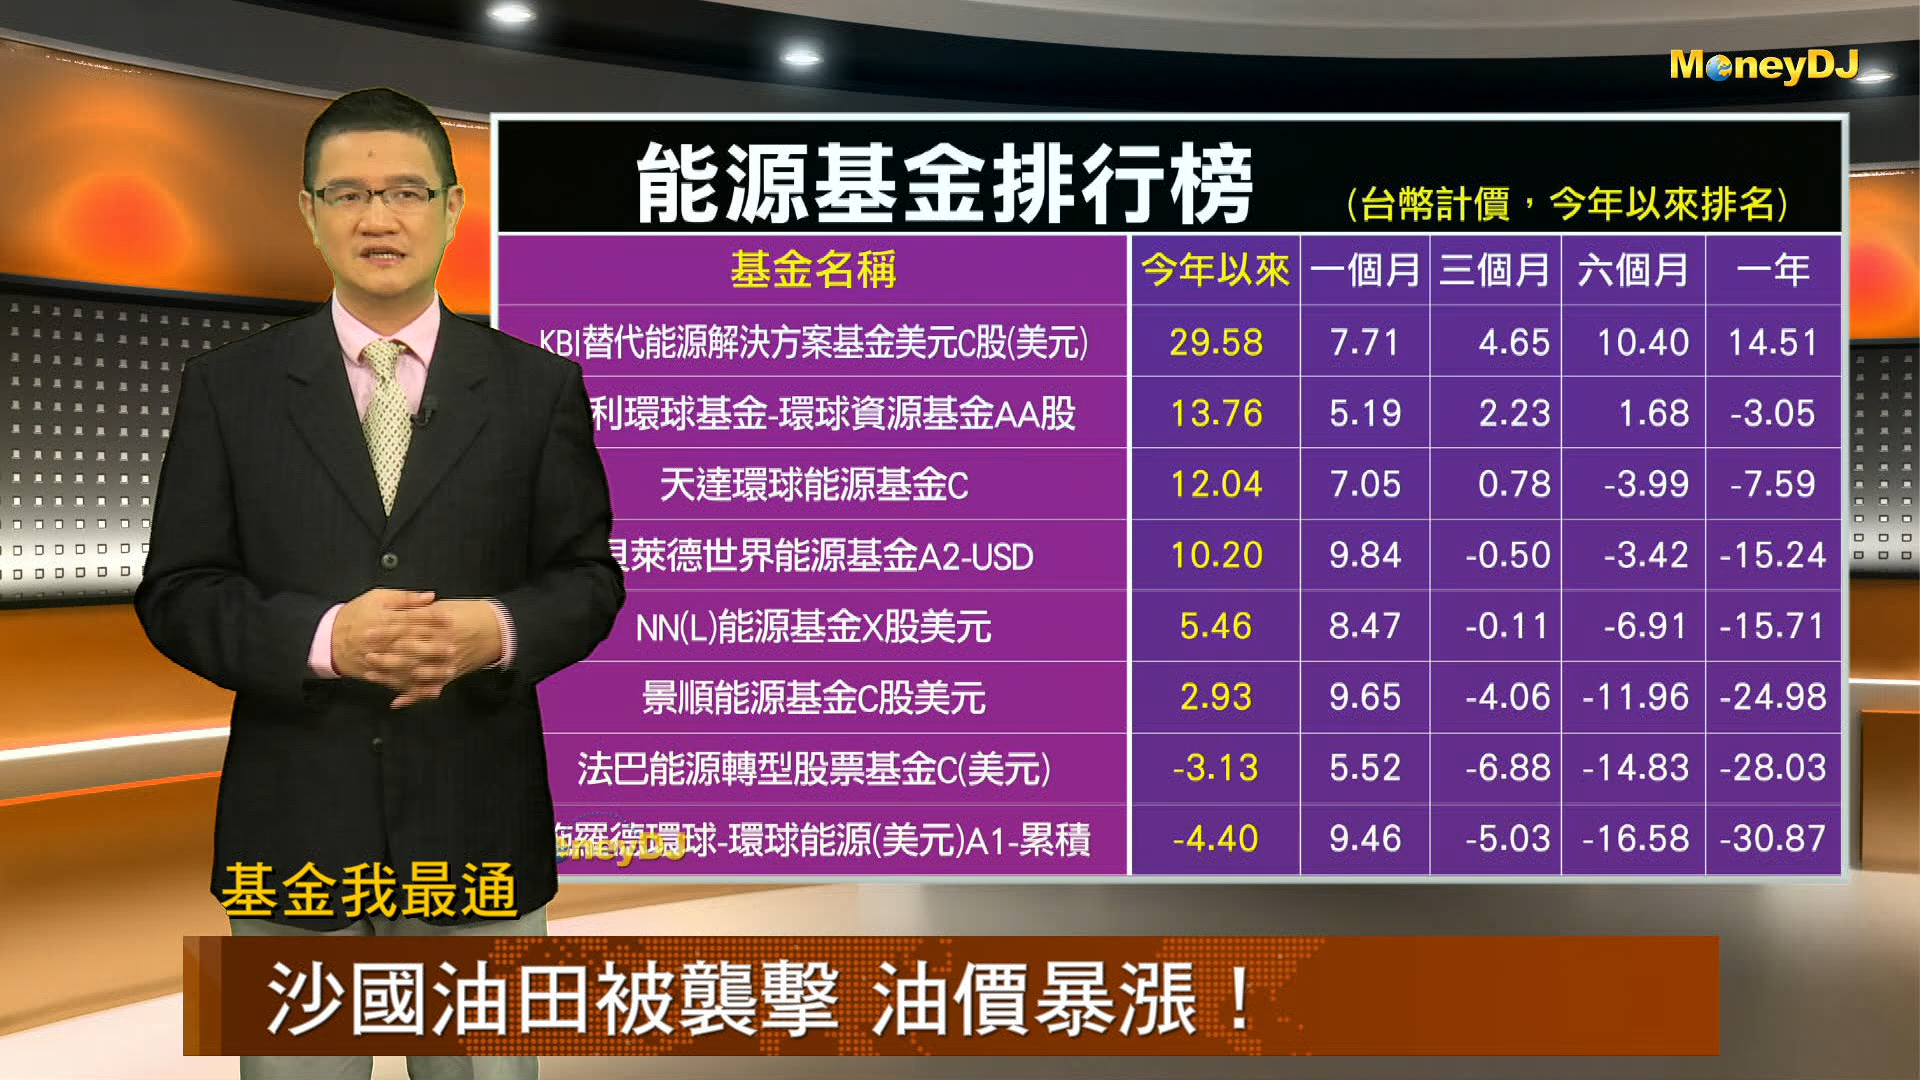 MoneyDJ
能源基金排行榜 (台幣計價，今年以來排名)
基金名稱 今年以來 一個月 三個月 六個月 一年
KBI替代能源解決方案基金美元C股(美元) 29.58 7.71 4.65 10.40 14.51
利環球基金-環球資源基金AA股 13.76 5.19 2.23 1.68 -3.05
天達環球能源基金C 12.04 7.05 0.78 -3.99 -7.59
貝萊德世界能源基金A2-USD 10.20 9.84 -0.50 -3.42 -15.24
NN(L)能源基金X股美元 5.46 8.47 -0.11 -6.91 -15.71
景順能源基金C股美元 2.93 9.65 -4.06 -11.96 -24.98
法巴能源轉型股票基金C(美元) -3.13 5.52 -6.88 -14.83 -28.03
施羅德環球-環球能源(美元)A1-累積 -4.40 9.46 -5.03 -16.58 -30.87
基金我最通
沙國油田被襲擊 油價暴漲！